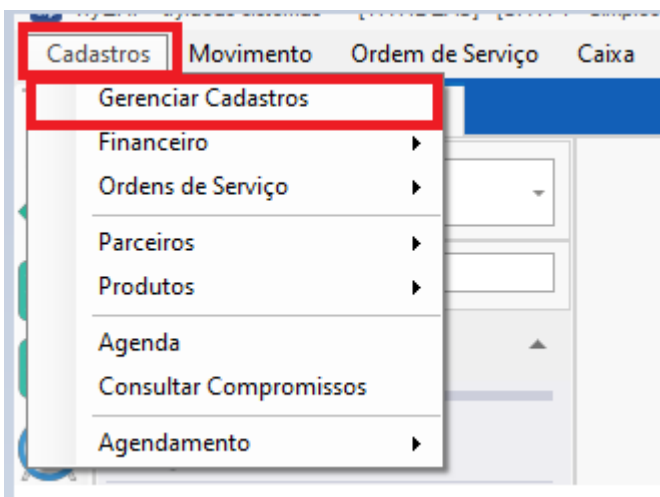 Cadastros Movimento Ordem de Serviço Caixa
Gerenciar Cadastros
Financeiro
Ordens de Serviço
Parceiros
Produtos
Agenda
Consultar Compromissos
Agendamento